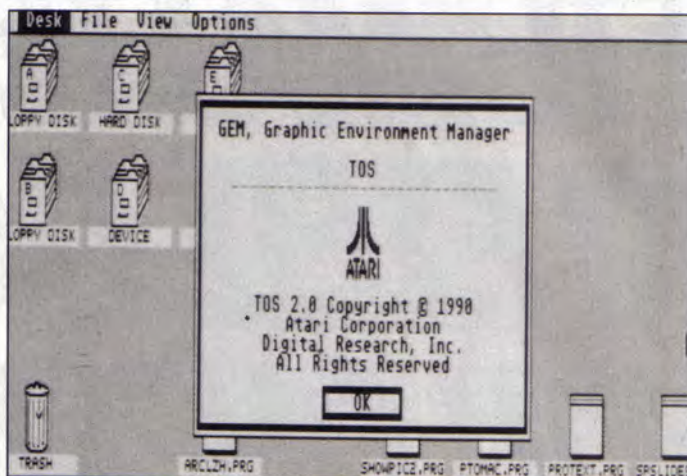 Desk File View Options
A C E
LOPPY DISK HARD DISK
GEM, Graphic Environment Manager
TOS
B D
LOPPY DISK DEVICE
ATARI
TOS 2.0 Copyright © 1990
Atari Corporation
Digital Research, Inc.
All Rights Reserved
OK
TRASH ARCLZH.PRG SHOWPIC2.PRG PTOMAC.PRG PROTEXT.PRG SPSLIDE